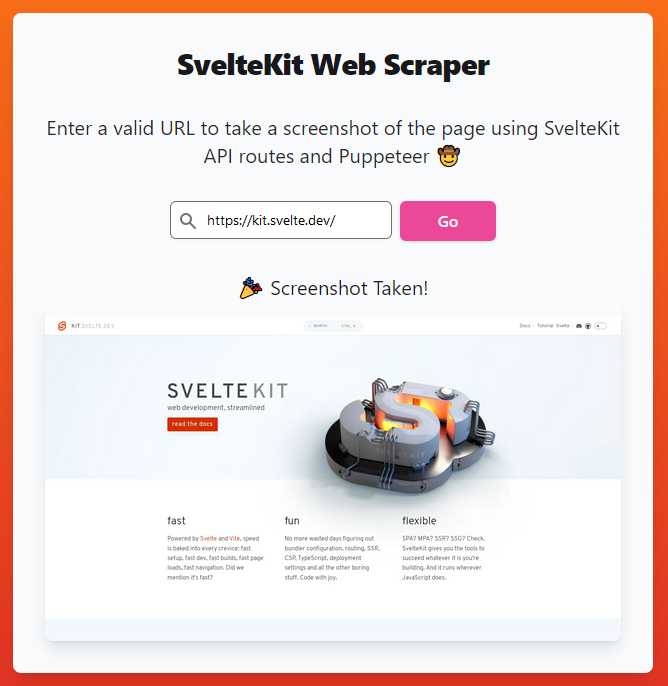 SvelteKit Web Scraper
Enter a valid URL to take a screenshot of the page using SvelteKit
API routes and Puppeteer 🤠
https://kit.svelte.dev/
Go
🎉 Screenshot Taken!
KIT.SVELTE.DEV
SEARCH CTRL K
Docs Tutorial Svelte
SVELTE KIT
web development, streamlined
read the docs
SVELTEKIT
fast
Powered by Svelte and Vite, speed
is baked into every crevice: fast
setup, fast dev, fast builds, fast page
loads, fast navigation. Did we
mention it's fast?
fun
No more wasted days figuring out
bundler configuration, routing, SSR,
CSP, TypeScript, deployment
settings and all the other boring
stuff. Code with joy.
flexible
SPA? MPA? SSR? SSG? Check.
SvelteKit gives you the tools to
succeed whatever it is you're
building. And it runs wherever
JavaScript does.